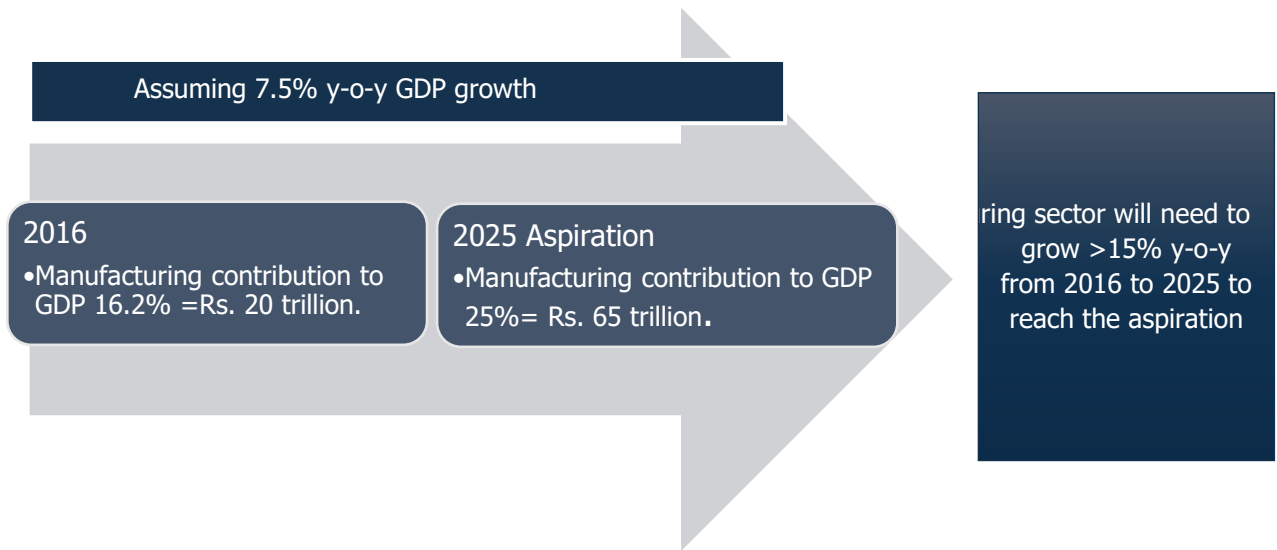 Assuming 7.5% y-o-y GDP growth
2016
•Manufacturing contribution to
GDP 16.2% =Rs. 20 trillion.
2025 Aspiration
•Manufacturing contribution to GDP
25%= Rs. 65 trillion.
ring sector will need to
grow >15% y-o-y
from 2016 to 2025 to
reach the aspiration